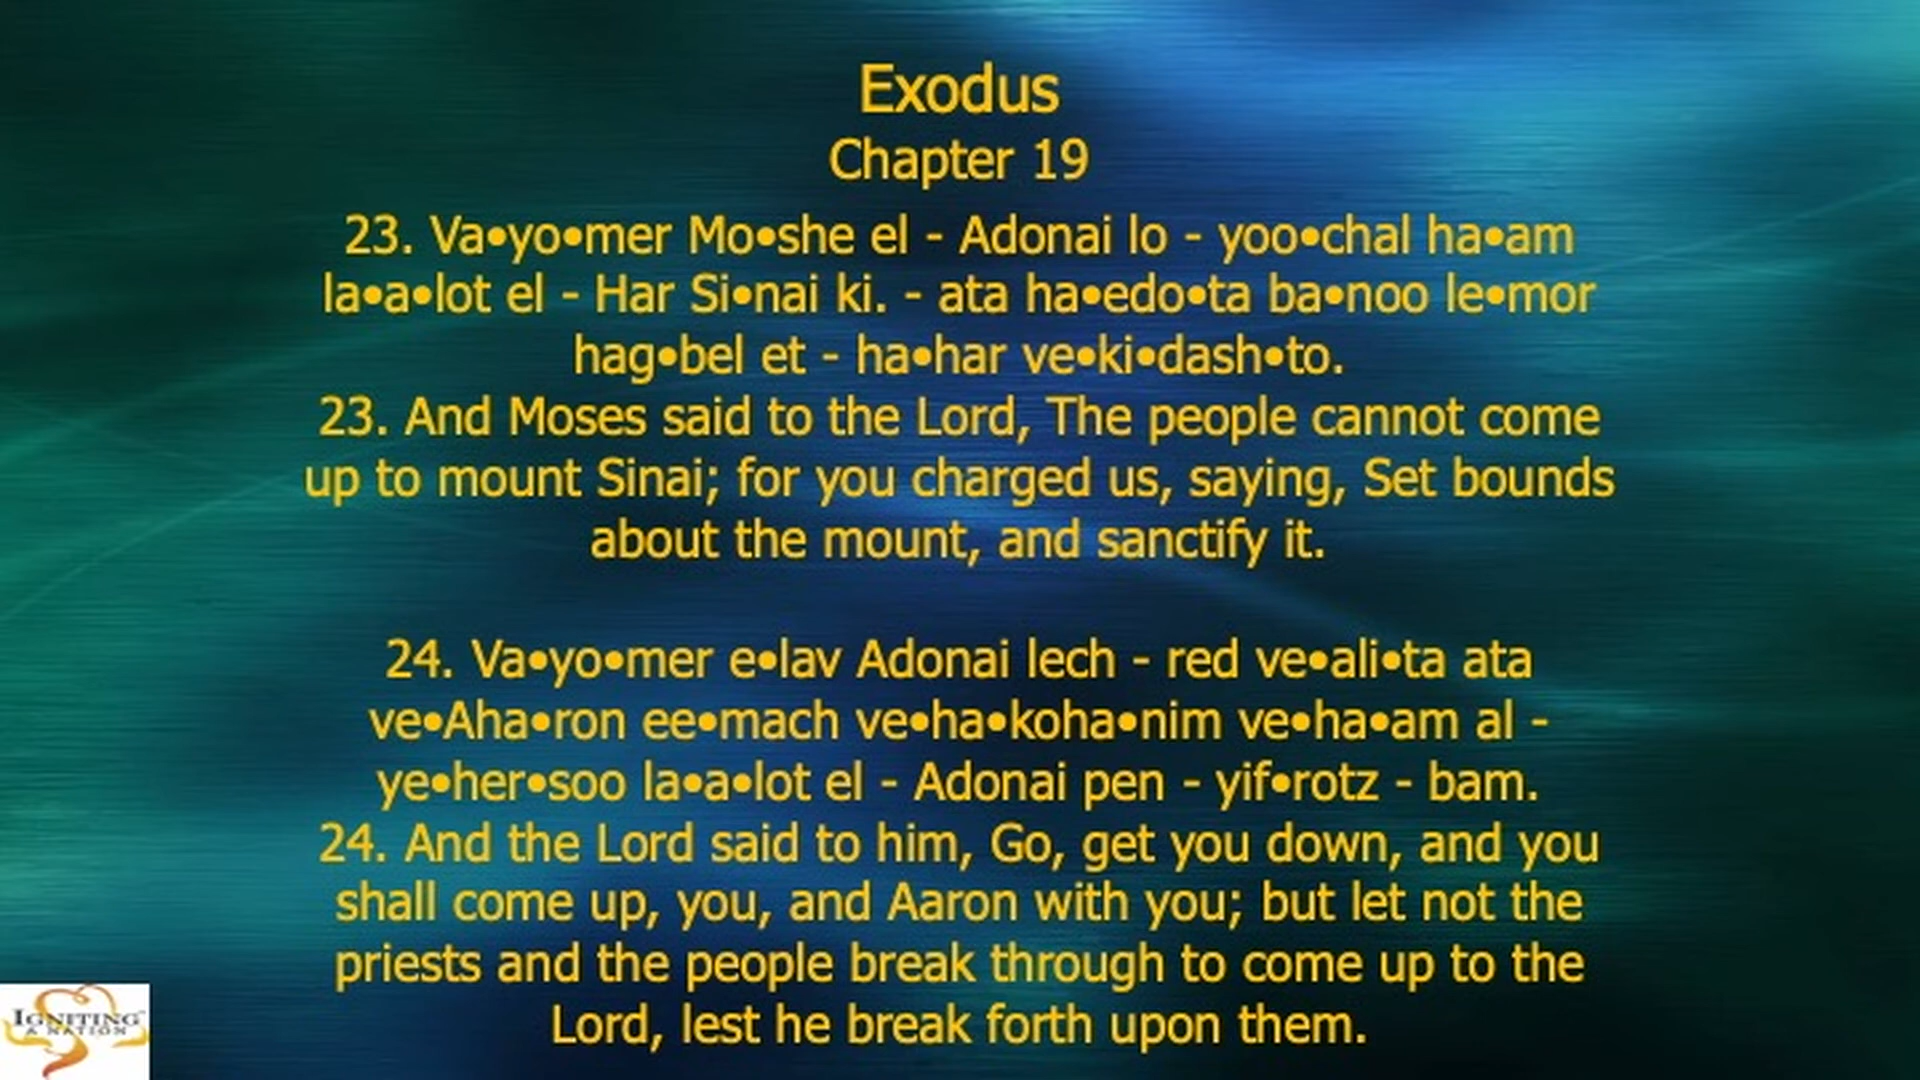 Exodus
Chapter 19
23. Va•yo•mer Mo•she el - Adonai lo - yoo•chal ha•am
la•a•lot el - Har Si•nai ki. - ata ha•edo•ta ba•noo le•mor
hag•bel et - ha•har ve•ki•dash•to.
23. And Moses said to the Lord, The people cannot come
up to mount Sinai; for you charged us, saying, Set bounds
about the mount, and sanctify it.
24. Va•yo•mer e•lav Adonai lech - red ve•ali•ta ata
ve•Aha•ron ee•mach ve•ha•koha•nim ve•ha•am al -
ye•her•soo la•a•lot el - Adonai pen - yif•rotz - bam.
24. And the Lord said to him, Go, get you down, and you
shall come up, you, and Aaron with you; but let not the
priests and the people break through to come up to the
Lord, lest he break forth upon them.
IGNITING
A NATION